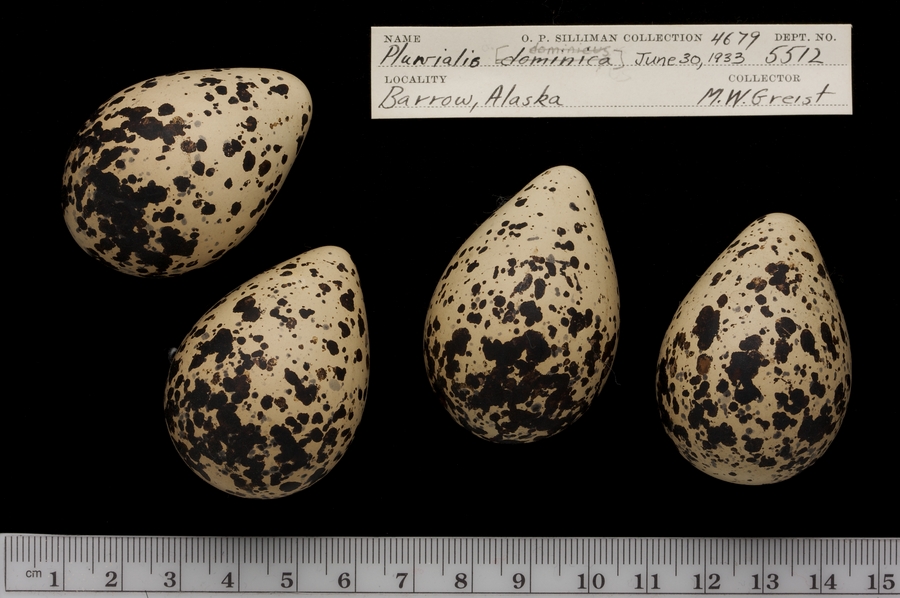 NAME O. P. SILLIMAN COLLECTION 4679 DEPT. NO.
dominicus
Pluvialis [dominica] June 30, 1933 5512
LOCALITY COLLECTOR
Barrow, Alaska M.W. Greist
cm 1 2 3 4 5 6 7 8 9 10 11 12 13 14 15